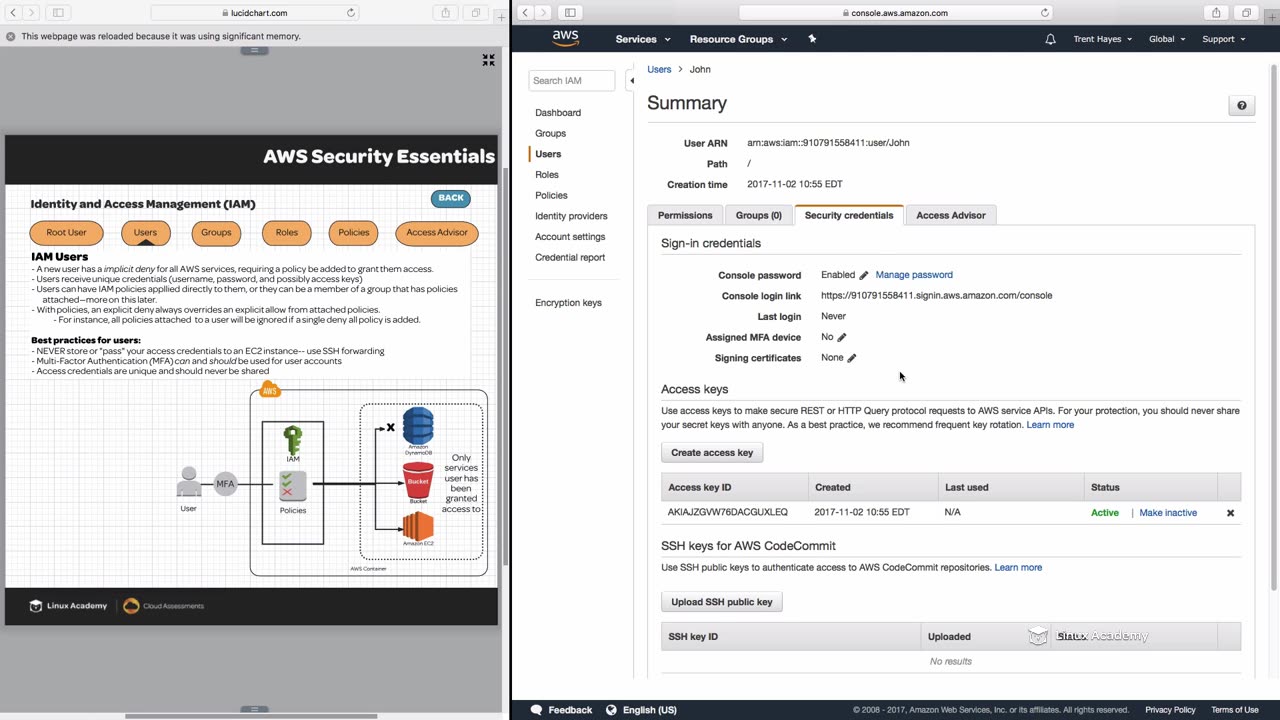 lucidchart.com
This webpage was reloaded because it was using significant memory.
AWS Security Essentials
Identity and Access Management (IAM)
BACK
Root User
Users
Groups
Roles
Policies
Access Advisor
IAM Users
- A new user has a implicit deny for all AWS services, requiring a policy be added to grant them access.
- Users receive unique credentials (username, password, and possibly access keys)
- Users can have IAM policies appllied directly to them, or they can be a member of a group that has policies
attached—more on this later.
- With policies, an explicit deny always overrides an explicit allow from attached policies.
- For instance, all policies attached to a user will be ignored if a single deny all policy is added.
Best practices for users:
- NEVER store or "pass" your access credentials to an EC2 instance-- use SSH forwarding
- Multi-Factor Authentication (MFA) can and should be used for user accounts
- Access credentials are unique and should never be shared
AWS
IAM
User
MFA
Policies
X
Amazon
DynamoDB
Bucket
Bucket
Amazon EC2
Only
services
user has
been
granted
access to
AWS Container
Linux Academy
Cloud Assessments
console.aws.amazon.com
aws
Services
Resource Groups
Trent Hayes
Global
Support
Search IAM
Dashboard
Groups
Users
Roles
Policies
Identity providers
Account settings
Credential report
Encryption keys
Users > John
Summary
User ARN arn:aws:iam::910791558411:user/John
Path /
Creation time 2017-11-02 10:55 EDT
Permissions
Groups (0)
Security credentials
Access Advisor
Sign-in credentials
Console password Enabled Manage password
Console login link https://910791558411.signin.aws.amazon.com/console
Last login Never
Assigned MFA device No
Signing certificates None
Access keys
Use access keys to make secure REST or HTTP Query protocol requests to AWS service APIs. For your protection, you should never share
your secret keys with anyone. As a best practice, we recommend frequent key rotation. Learn more
Create access key
Access key ID Created Last used Status
AKIAJZGVW76DACGUXLEQ 2017-11-02 10:55 EDT N/A Active | Make inactive
SSH keys for AWS CodeCommit
Use SSH public keys to authenticate access to AWS CodeCommit repositories. Learn more
Upload SSH public key
SSH key ID Uploaded
Linux Academy
No results
Feedback
English (US)
© 2008 - 2017, Amazon Web Services, Inc. or its affiliates. All rights reserved.
Privacy Policy
Terms of Use